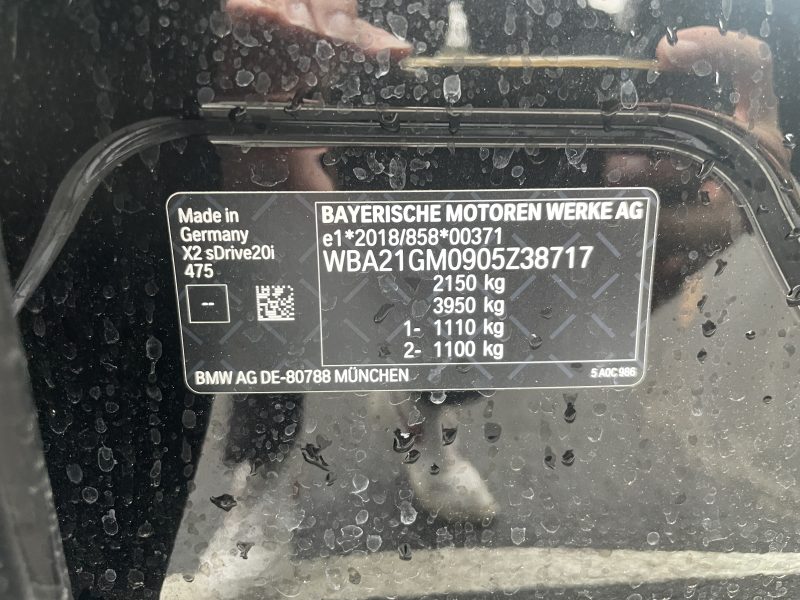 Made in
Germany
X2 sDrive20i
475
--
BAYERISCHE MOTOREN WERKE AG
e1*2018/858*00371
WBA21GM0905Z38717
2150 kg
3950 kg
1- 1110 kg
2- 1100 kg
BMW AG DE-80788 MÜNCHEN
5 A0C 986